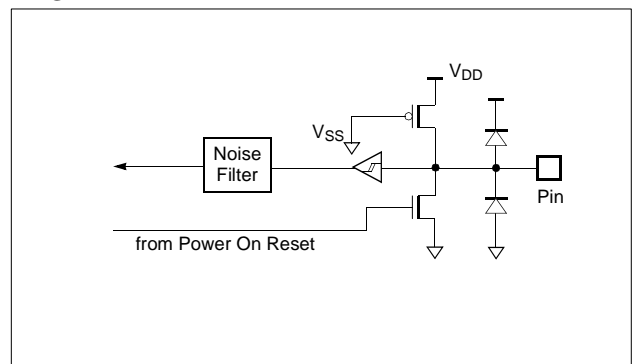 VDD
VSS
Noise
Filter
Pin
from Power On Reset